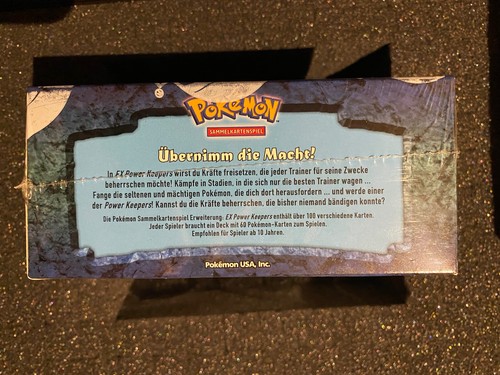 POKéMON
SAMMELKARTENSPIEL
Übernimm die Macht!
In EX Power Keepers wirst du Kräfte freisetzen, die jeder Trainer für seine Zwecke
beherrschen möchte! Kämpfe in Stadien, in die sich nur die besten Trainer wagen ...
Fange die seltenen und mächtigen Pokémon, die dich dort herausfordern ... und werde einer
der Power Keepers! Kannst du die Kräfte beherrschen, die bisher niemand bändigen konnte?
Die Pokémon Sammelkartenspiel Erweiterung: EX Power Keepers enthält über 100 verschiedene Karten.
Jeder Spieler braucht ein Deck mit 60 Pokémon-Karten zum Spielen.
Empfohlen für Spieler ab 10 Jahren.
Pokémon USA, Inc.